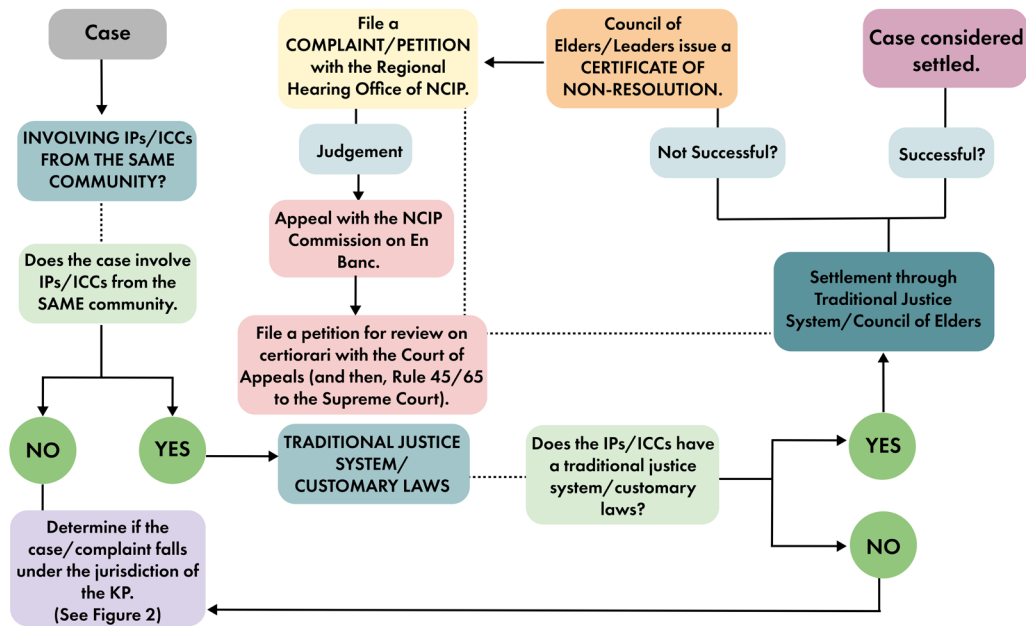 Case
INVOLVING IPs/ICCs
FROM THE SAME
COMMUNITY?
Does the case involve
IPs/ICCs from the
SAME community.
NO
YES
Determine if the
case/complaint falls
under the jurisdiction of
the KP.
(See Figure 2)
TRADITIONAL JUSTICE
SYSTEM/
CUSTOMARY LAWS
Does the IPs/ICCs have
a traditional justice
system/customary
laws?
YES
NO
Settlement through
Traditional Justice
System/Council of Elders
Successful?
Case considered
settled.
Not Successful?
Council of
Elders/Leaders issue a
CERTIFICATE OF
NON-RESOLUTION.
File a
COMPLAINT/PETITION
with the Regional
Hearing Office of NCIP.
Judgement
Appeal with the NCIP
Commission on En
Banc.
File a petition for review on
certiorari with the Court of
Appeals (and then, Rule 45/65
to the Supreme Court).